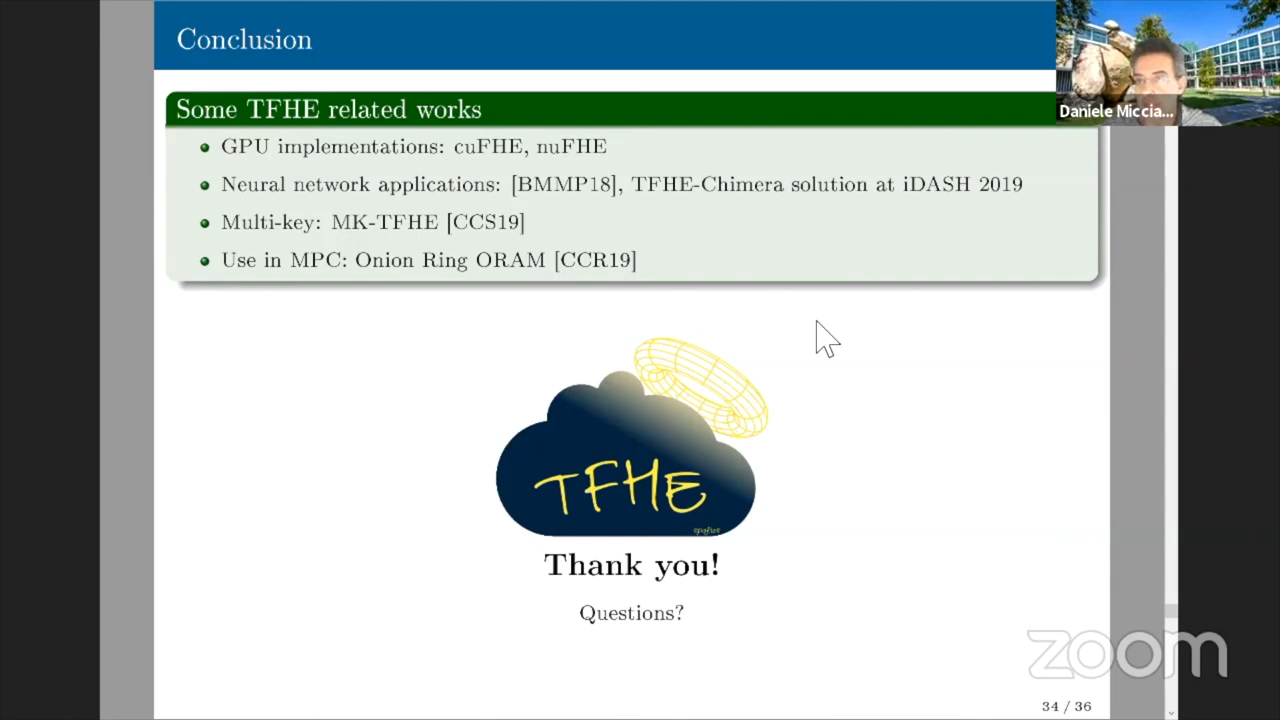 Conclusion
Daniele Miccia...
Some TFHE related works
GPU implementations: cuFHE, nuFHE
Neural network applications: [BMMP18], TFHE-Chimera solution at iDASH 2019
Multi-key: MK-TFHE [CCS19]
Use in MPC: Onion Ring ORAM [CCR19]
TFHE
Thank you!
Questions?
zoom
34 / 36